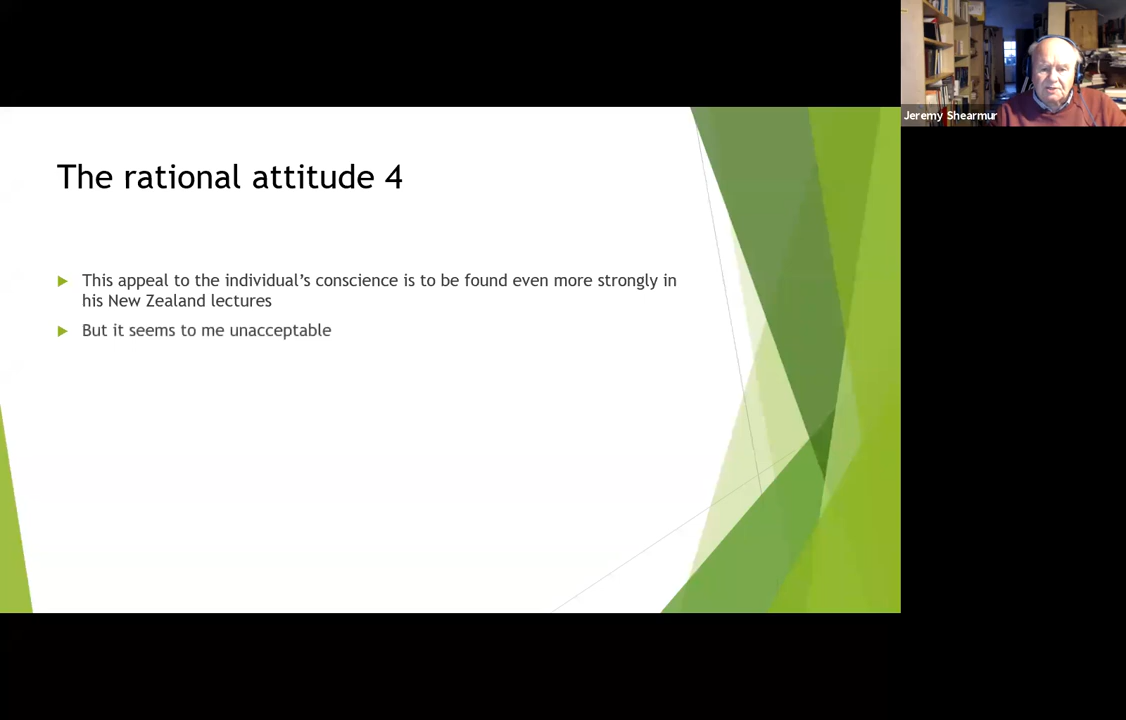 The rational attitude 4
This appeal to the individual's conscience is to be found even more strongly in
his New Zealand lectures
But it seems to me unacceptable
Jeremy Shearmur